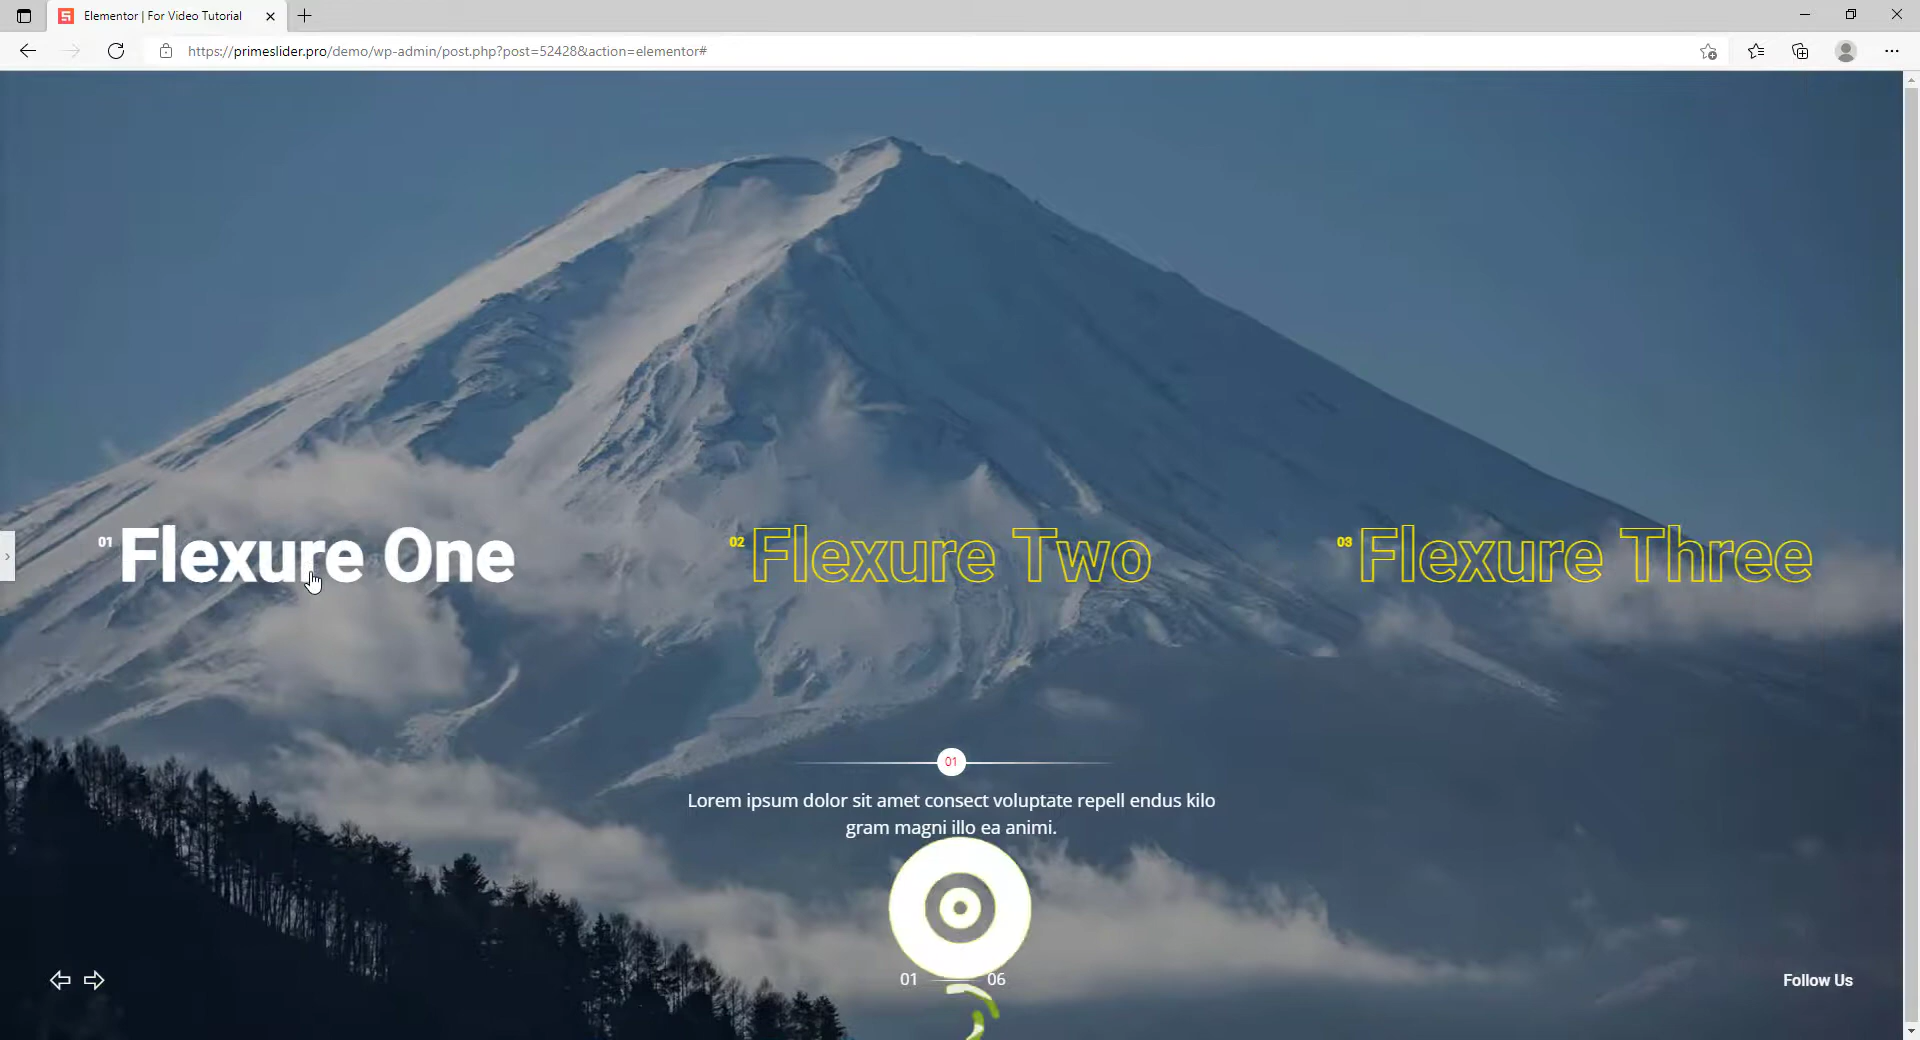 Elementor | For Video Tutorial
https://primeslider.pro/demo/wp-admin/post.php?post=52428&action=elementor#
01 Flexure One
02 Flexure Two
03 Flexure Three
01
Lorem ipsum dolor sit amet consect voluptate repell endus kilo
gram magni illo ea animi.
01 06
Follow Us